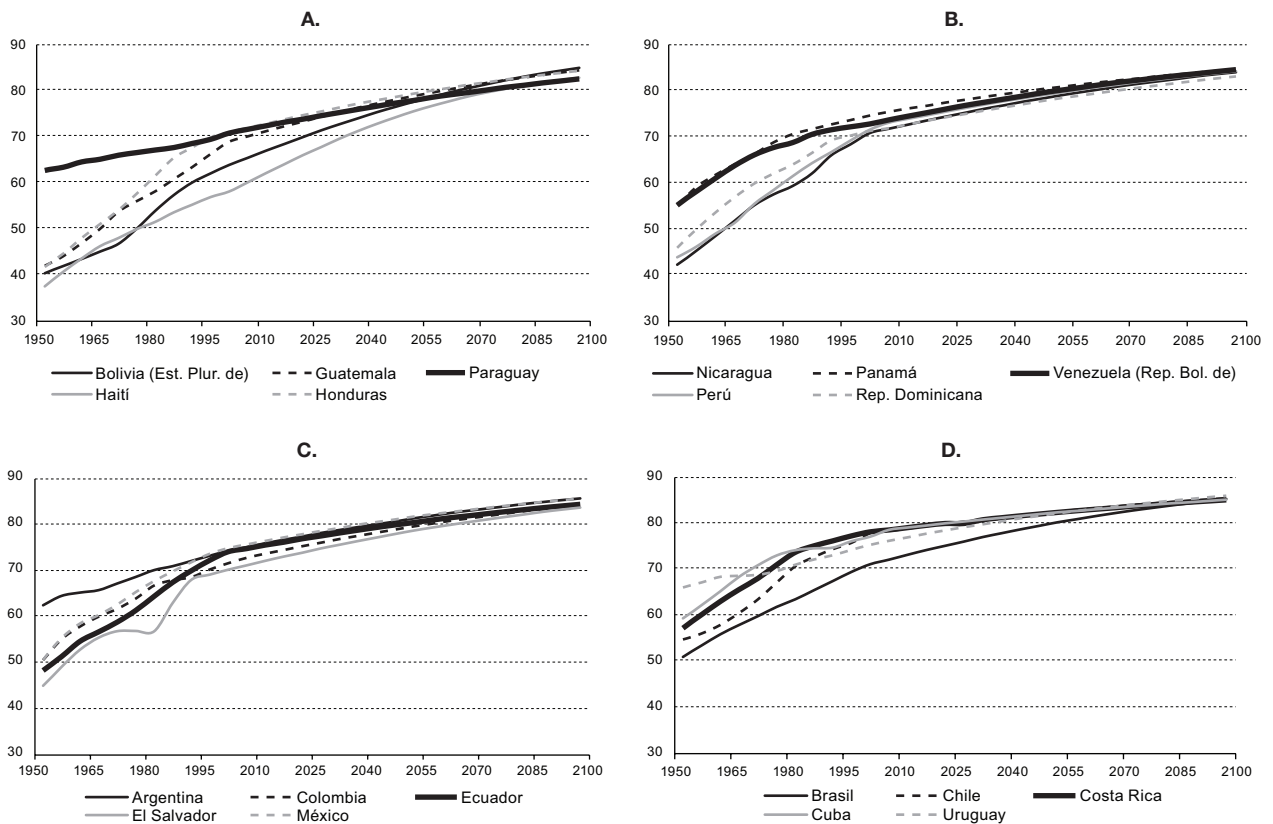 A.
90
80
70
60
50
40
30
1950 1965 1980 1995 2010 2025 2040 2055 2070 2085 2100
Bolivia (Est. Plur. de) Guatemala Paraguay
Haití Honduras
B.
90
80
70
60
50
40
30
1950 1965 1980 1995 2010 2025 2040 2055 2070 2085 2100
Nicaragua Panamá Venezuela (Rep. Bol. de)
Perú Rep. Dominicana
C.
90
80
70
60
50
40
30
1950 1965 1980 1995 2010 2025 2040 2055 2070 2085 2100
Argentina Colombia Ecuador
El Salvador México
D.
90
80
70
60
50
40
30
1950 1965 1980 1995 2010 2025 2040 2055 2070 2085 2100
Brasil Chile Costa Rica
Cuba Uruguay